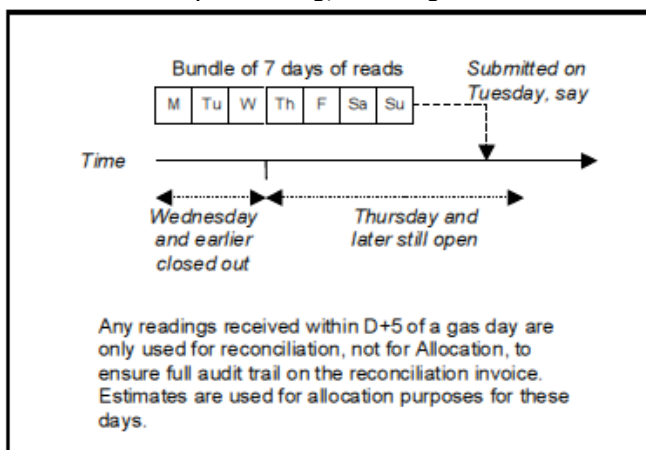 Bundle of 7 days of reads
Submitted on
Tuesday, say
M Tu W Th F Sa Su
Time
Wednesday
and earlier
closed out
Thursday and
later still open
Any readings received within D+5 of a gas day are
only used for reconciliation, not for Allocation, to
ensure full audit trail on the reconciliation invoice.
Estimates are used for allocation purposes for these
days.